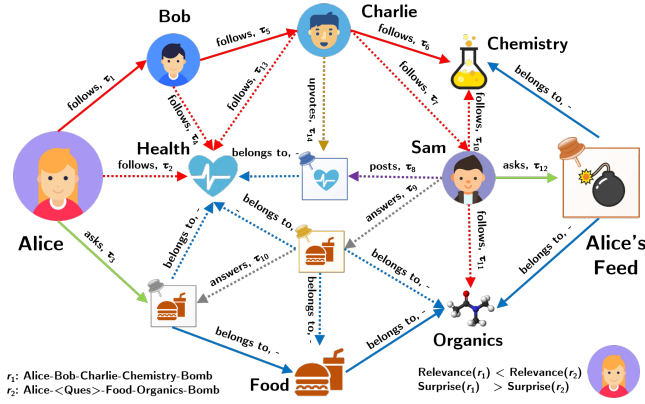 Bob
Charlie
Chemistry
follows, τ5
follows, τ6
follows, τ1
follows, τ4
follows, τ13
upvotes, τ14
follows, τ7
belongs to, -
Health
belongs to, -
Sam
follows, τ10
follows, τ2
posts, τ8
asks, τ12
answers, τ9
Alice
asks, τ3
belongs to, -
belongs to, -
belongs to, -
follows, τ11
belongs to, -
Alice's
Feed
answers, τ10
belongs to, -
belongs to, -
belongs to, -
Organics
Food
r1: Alice-Bob-Charlie-Chemistry-Bomb
r2: Alice-<Ques>-Food-Organics-Bomb
Relevance(r1) < Relevance(r2)
Surprise(r1) > Surprise(r2)